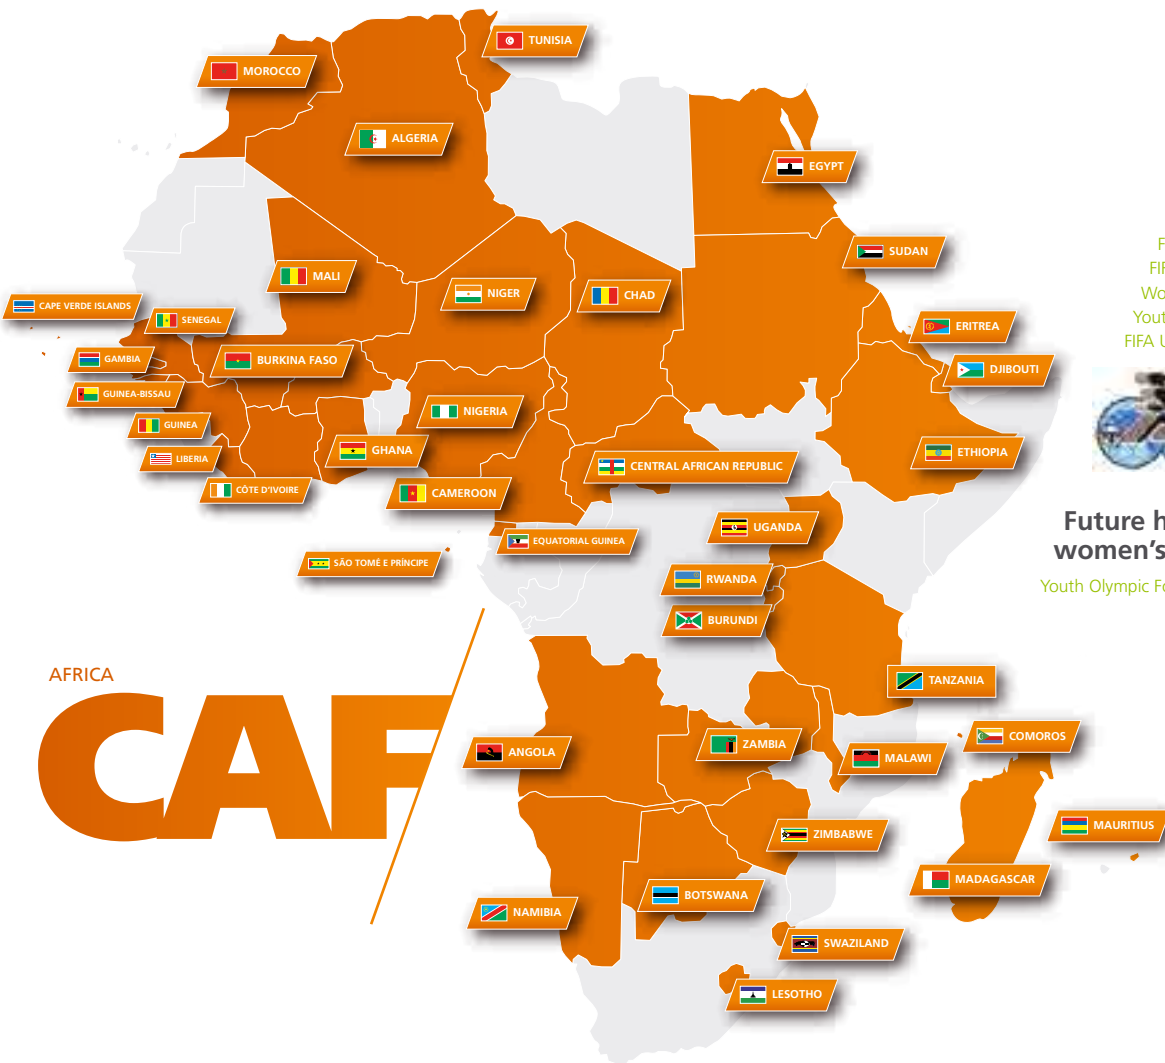 TUNISIA
MOROCCO
ALGERIA
EGYPT
SUDAN
MALI
NIGER
CHAD
CAPE VERDE ISLANDS
SENEGAL
ERITREA
GAMBIA
BURKINA FASO
DJIBOUTI
GUINEA-BISSAU
NIGERIA
GUINEA
GHANA
ETHIOPIA
LIBERIA
CENTRAL AFRICAN REPUBLIC
CÔTE D'IVOIRE
CAMEROON
UGANDA
EQUATORIAL GUINEA
SÃO TOMÉ E PRÍNCIPE
RWANDA
BURUNDI
Future
women's
Youth Olympic
AFRICA
CAF
TANZANIA
COMOROS
ANGOLA
ZAMBIA
MALAWI
MAURITIUS
ZIMBABWE
MADAGASCAR
BOTSWANA
NAMIBIA
SWAZILAND
LESOTHO